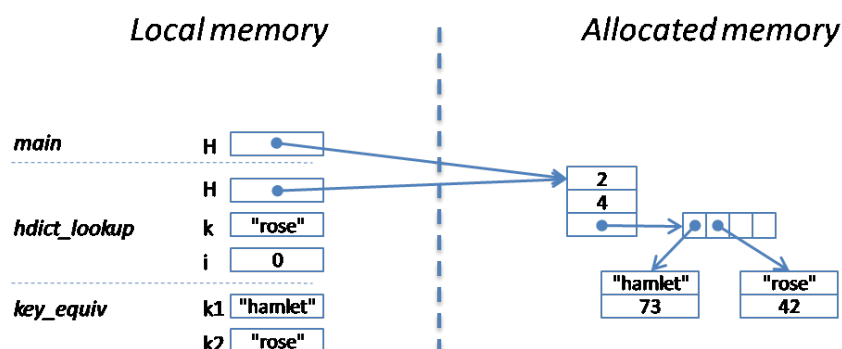 Local memory
Allocated memory
main
H
H
hdict_lookup
k "rose"
i 0
key_equiv
k1 "hamlet"
k2 "rose"
2
4
"hamlet"
73
"rose"
42